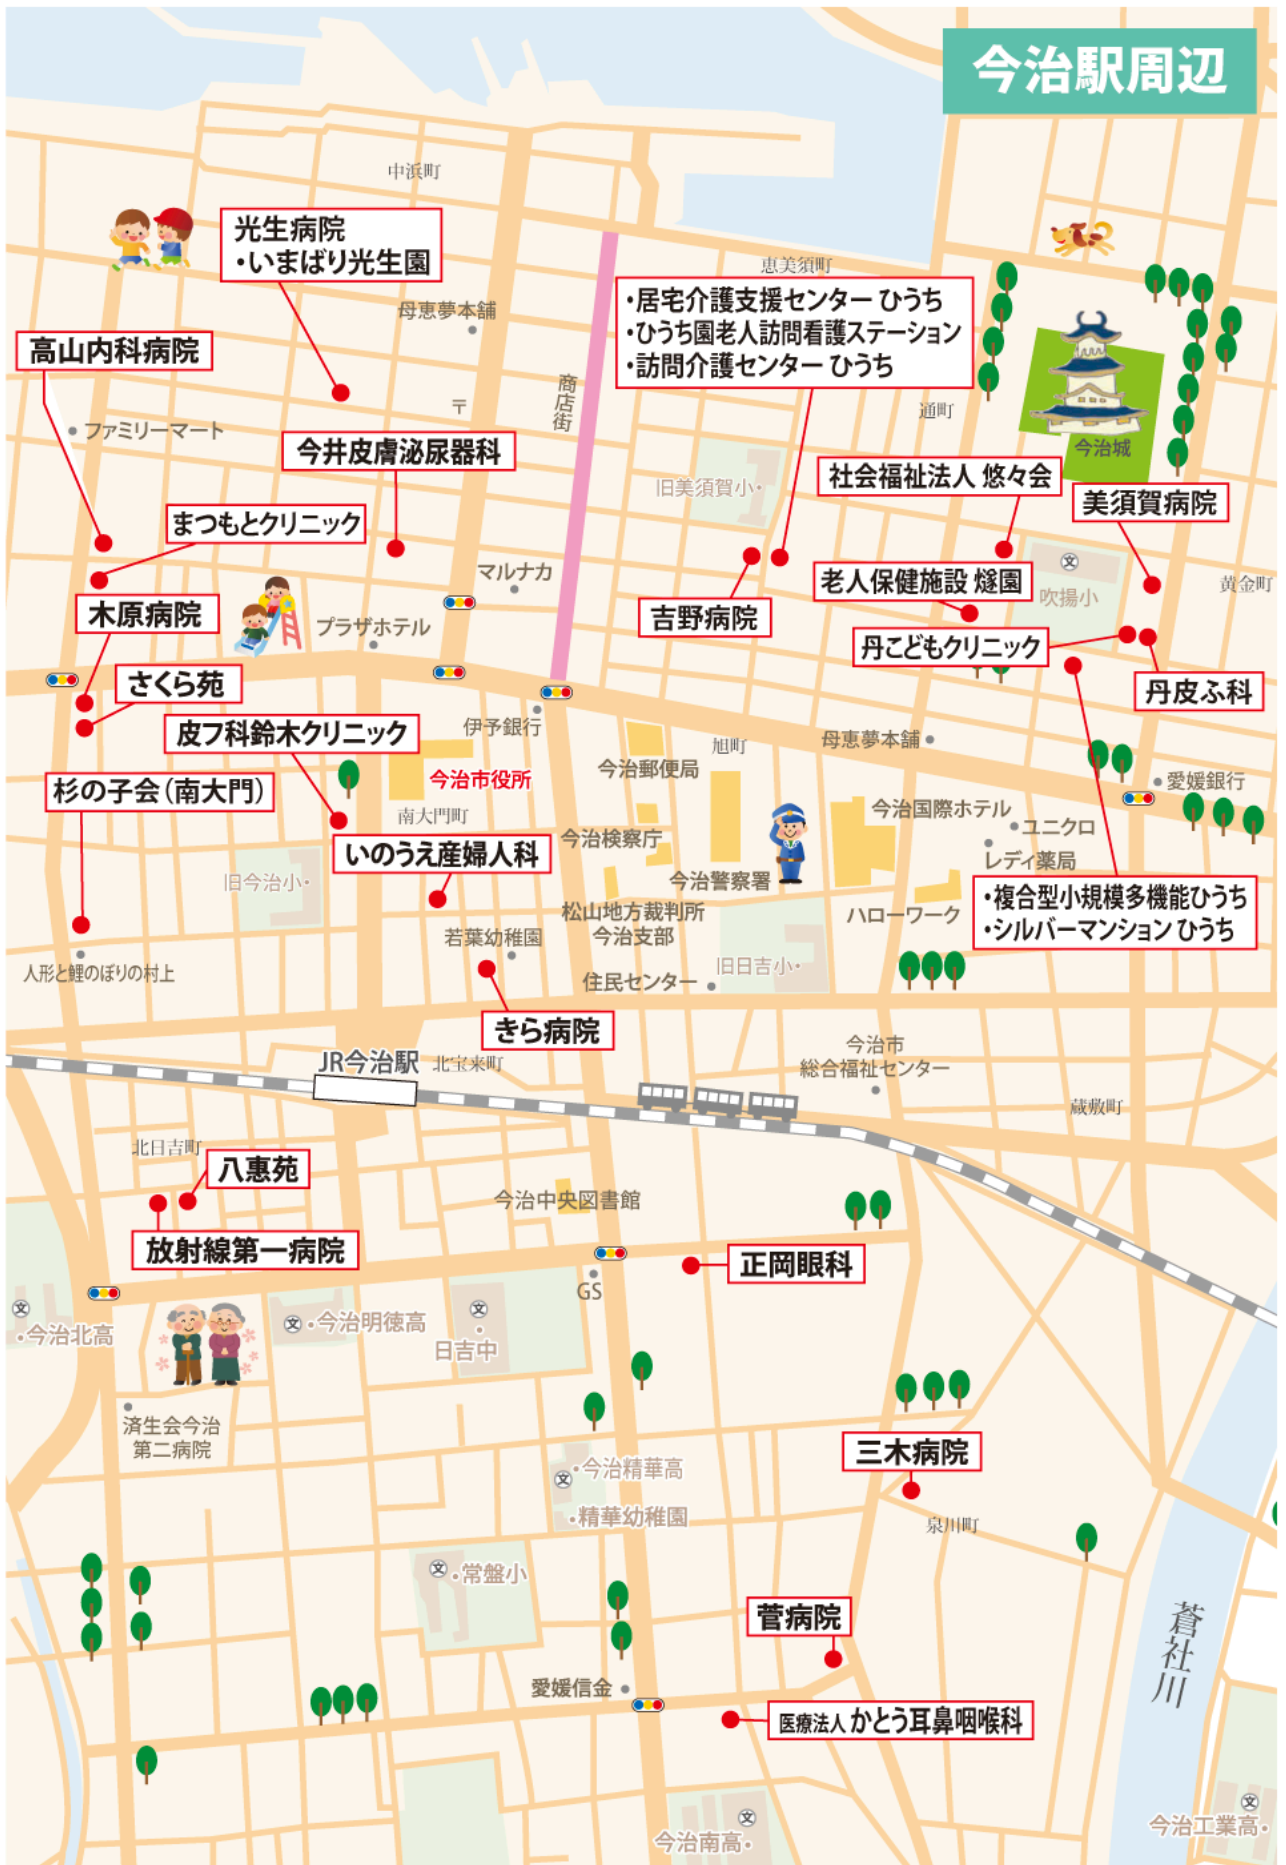 今治駅周辺
中浜町
光生病院
・いまばり光生園
恵美須町
母恵夢本舗
・居宅介護支援センター ひうち
・ひうち園老人訪問看護ステーション
・訪問介護センター ひうち
高山内科病院
商店街
〒
通町
ファミリーマート
今治城
今井皮膚泌尿器科
社会福祉法人 悠々会
旧美須賀小
美須賀病院
まつもとクリニック
文
マルナカ
老人保健施設 燧園
黄金町
吹揚小
木原病院
吉野病院
プラザホテル
丹こどもクリニック
さくら苑
丹皮ふ科
伊予銀行
皮フ科鈴木クリニック
旭町
母恵夢本舗
今治郵便局
今治市役所
愛媛銀行
杉の子会（南大門）
南大門町
今治国際ホテル
ユニクロ
今治検察庁
いのうえ産婦人科
レディ薬局
今治警察署
旧今治小
・複合型小規模多機能ひうち
・シルバーマンション ひうち
松山地方裁判所
今治支部
ハローワーク
若葉幼稚園
人形と鯉のぼりの村上
旧日吉小
住民センター
きら病院
今治市
総合福祉センター
JR今治駅
北宝来町
蔵敷町
北日吉町
八惠苑
今治中央図書館
放射線第一病院
正岡眼科
GS
文
・今治北高
文
・今治明徳高
文
日吉中
済生会今治
第二病院
三木病院
文
・今治精華高
・精華幼稚園
泉川町
文
・常盤小
菅病院
蒼社川
愛媛信金
医療法人 かとう耳鼻咽喉科
文
今治南高・
文
今治工業高・